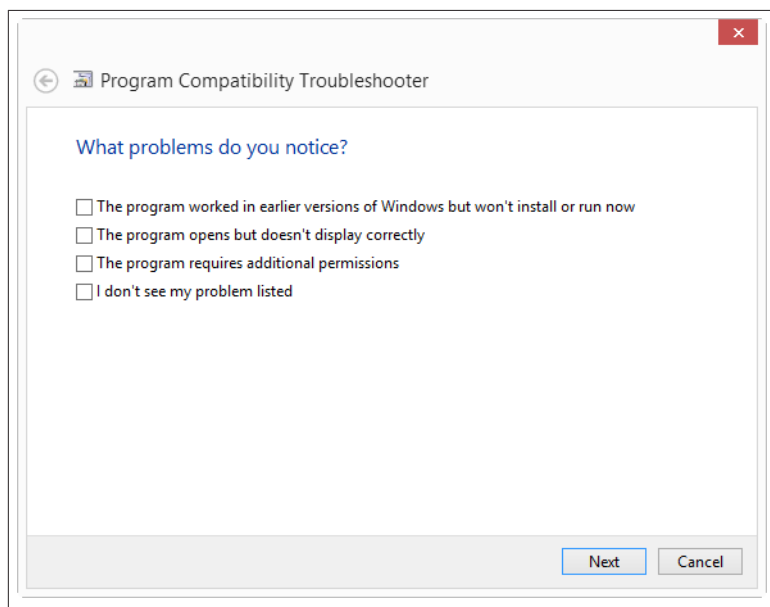 Program Compatibility Troubleshooter
What problems do you notice?
The program worked in earlier versions of Windows but won't install or run now
The program opens but doesn't display correctly
The program requires additional permissions
I don't see my problem listed
Next Cancel